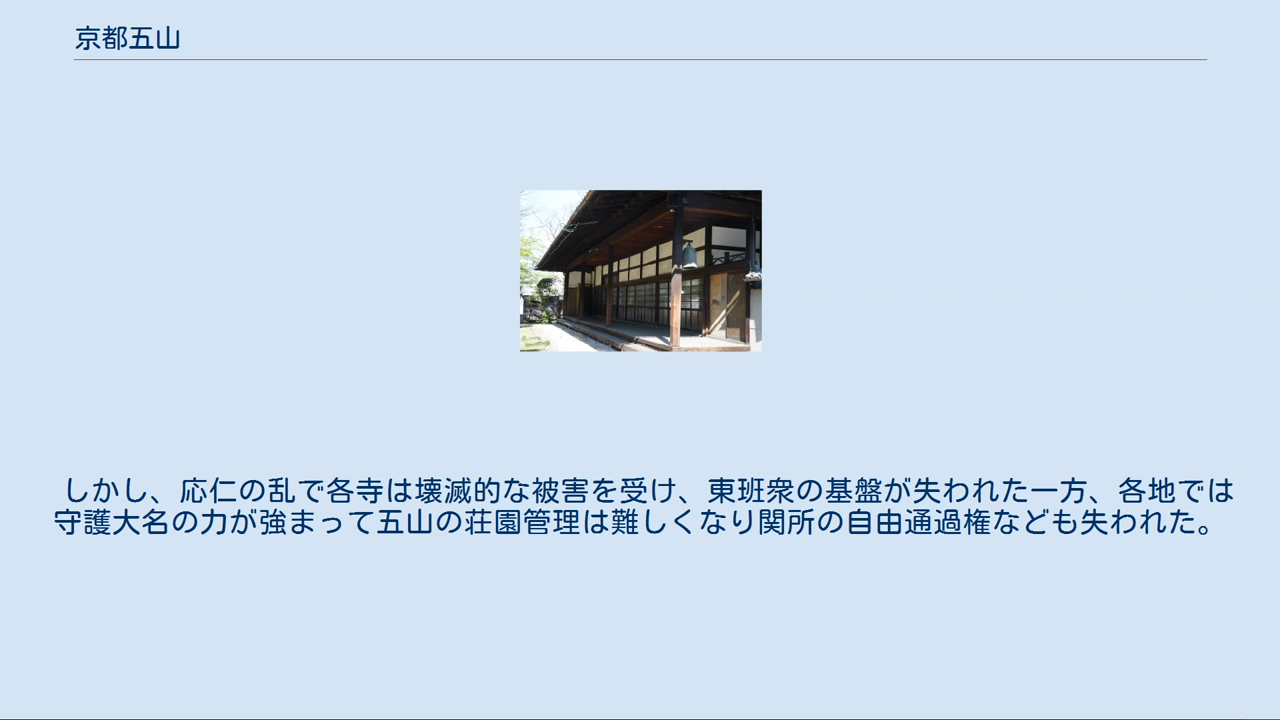 京都五山
しかし、応仁の乱で各寺は壊滅的な被害を受け、東班衆の基盤が失われた一方、各地では
守護大名の力が強まって五山の荘園管理は難しくなり関所の自由通過権なども失われた。